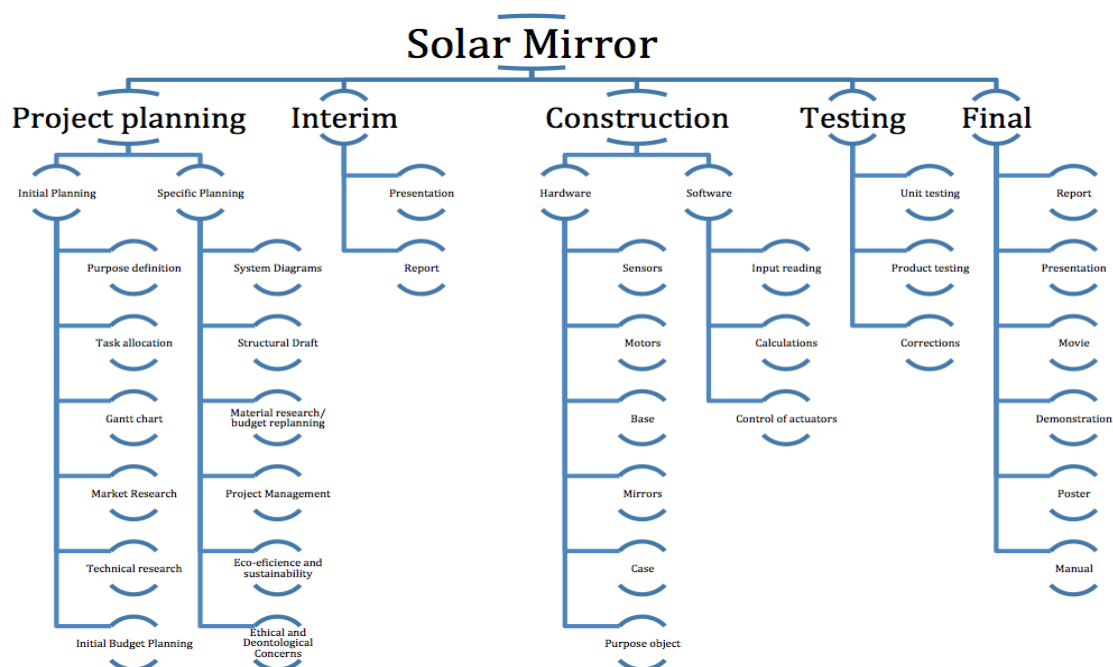 Solar Mirror
Project planning
Interim
Construction
Testing
Final
Initial Planning
Specific Planning
Presentation
Hardware
Software
Unit testing
Report
Purpose definition
System Diagrams
Report
Sensors
Input reading
Product testing
Presentation
Task allocation
Structural Draft
Motors
Calculations
Corrections
Movie
Gantt chart
Material research/
budget replanning
Base
Control of actuators
Demonstration
Market Research
Project Management
Mirrors
Poster
Technical research
Eco-eficience and
sustainability
Case
Manual
Initial Budget Planning
Ethical and
Deontological
Concerns
Purpose object